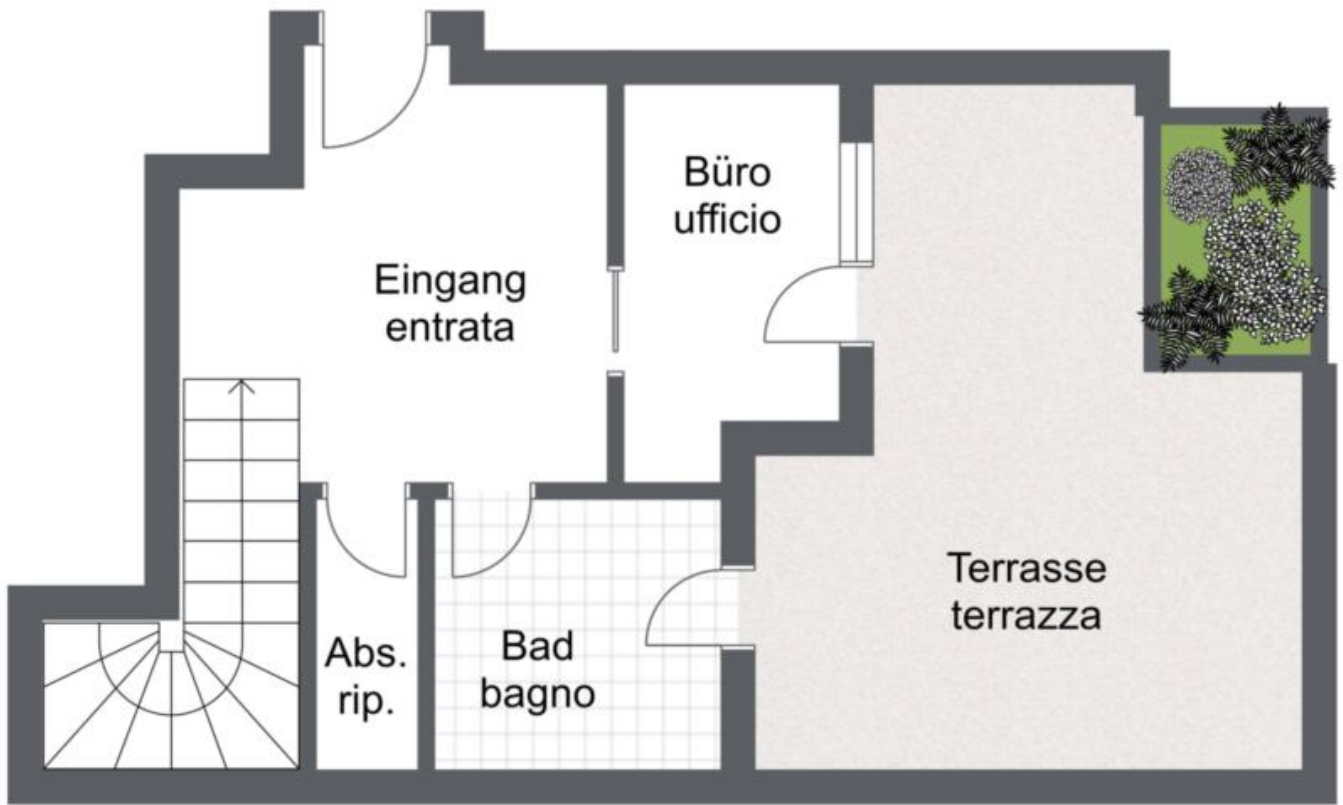 Büro
ufficio
Eingang
entrata
Terrasse
terrazza
Abs.
rip.
Bad
bagno